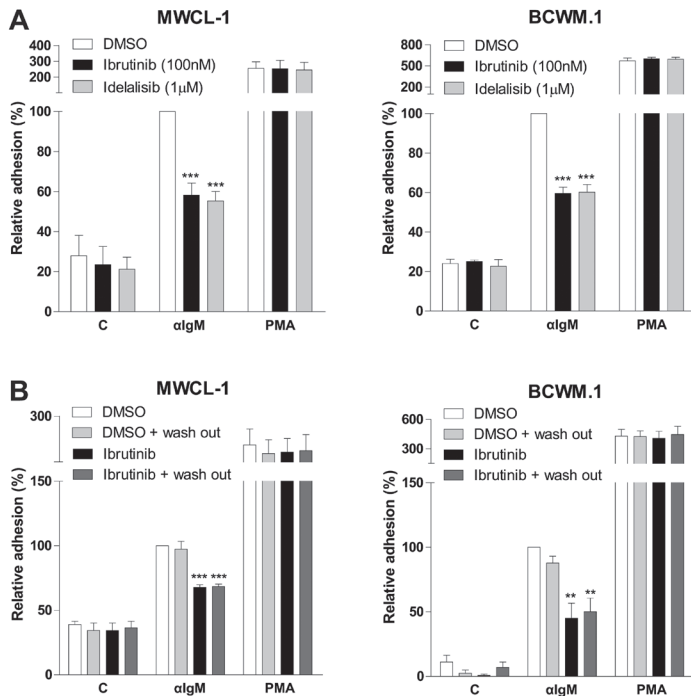 A
MWCL-1
DMSO
Ibrutinib (100nM)
Idelalisib (1μM)
Relative adhesion (%)
400
300
200
100
80
60
40
20
0
*** ***
C αIgM PMA
BCWM.1
DMSO
Ibrutinib (100nM)
Idelalisib (1μM)
Relative adhesion (%)
800
600
400
200
100
80
60
40
20
0
*** ***
C αIgM PMA
B
MWCL-1
DMSO
DMSO + wash out
Ibrutinib
Ibrutinib + wash out
Relative adhesion (%)
300
150
100
50
0
*** ***
C αIgM PMA
BCWM.1
DMSO
DMSO + wash out
Ibrutinib
Ibrutinib + wash out
Relative adhesion (%)
600
450
300
150
100
50
0
** **
C αIgM PMA